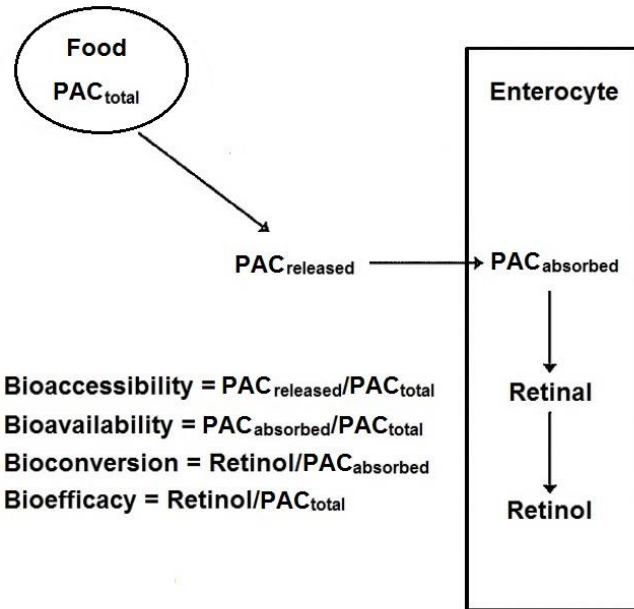 Food
PACtotal
Enterocyte
PACreleased
PACabsorbed
Bioaccessibility = PACreleased/PACtotal
Retinal
Bioavailability = PACabsorbed/PACtotal
Bioconversion = Retinol/PACabsorbed
Bioefficacy = Retinol/PACtotal
Retinol